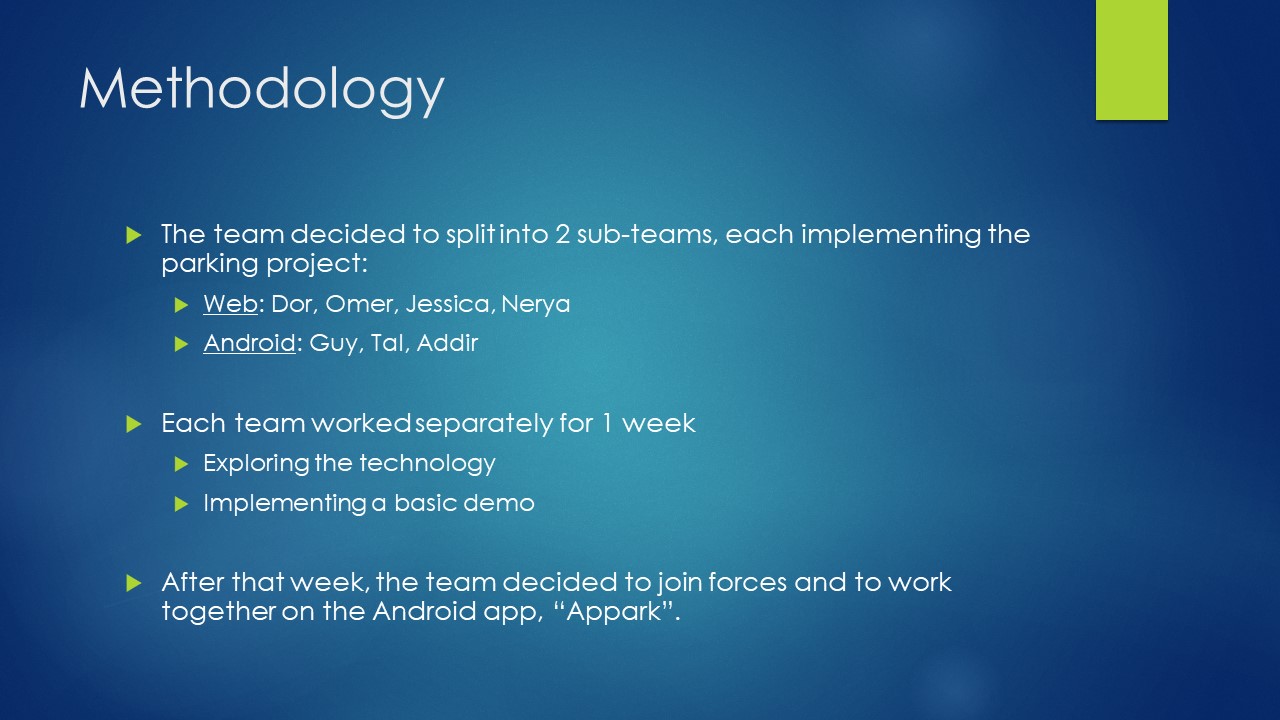 Methodology
The team decided to split into 2 sub-teams, each implementing the
parking project:
Web: Dor, Omer, Jessica, Nerya
Android: Guy, Tal, Addir
Each team worked separately for 1 week
Exploring the technology
Implementing a basic demo
After that week, the team decided to join forces and to work
together on the Android app, “Appark”.